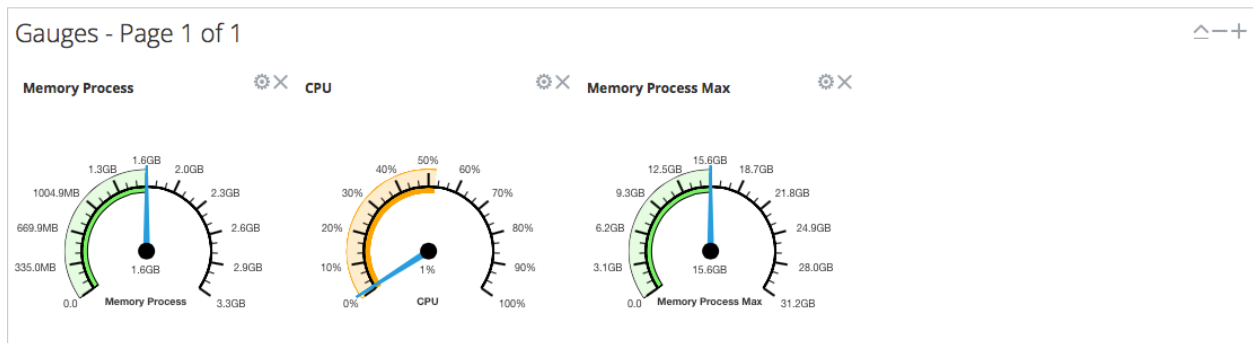 Gauges - Page 1 of 1
Memory Process
CPU
Memory Process Max
1.6GB
1.3GB
2.0GB
1004.9MB
2.3GB
669.9MB
2.6GB
335.0MB
1.6GB
2.9GB
0.0
Memory Process
3.3GB
50%
40%
60%
30%
70%
20%
80%
10%
1%
90%
0%
CPU
100%
15.6GB
12.5GB
18.7GB
9.3GB
21.8GB
6.2GB
24.9GB
3.1GB
15.6GB
28.0GB
0.0
Memory Process Max
31.2GB